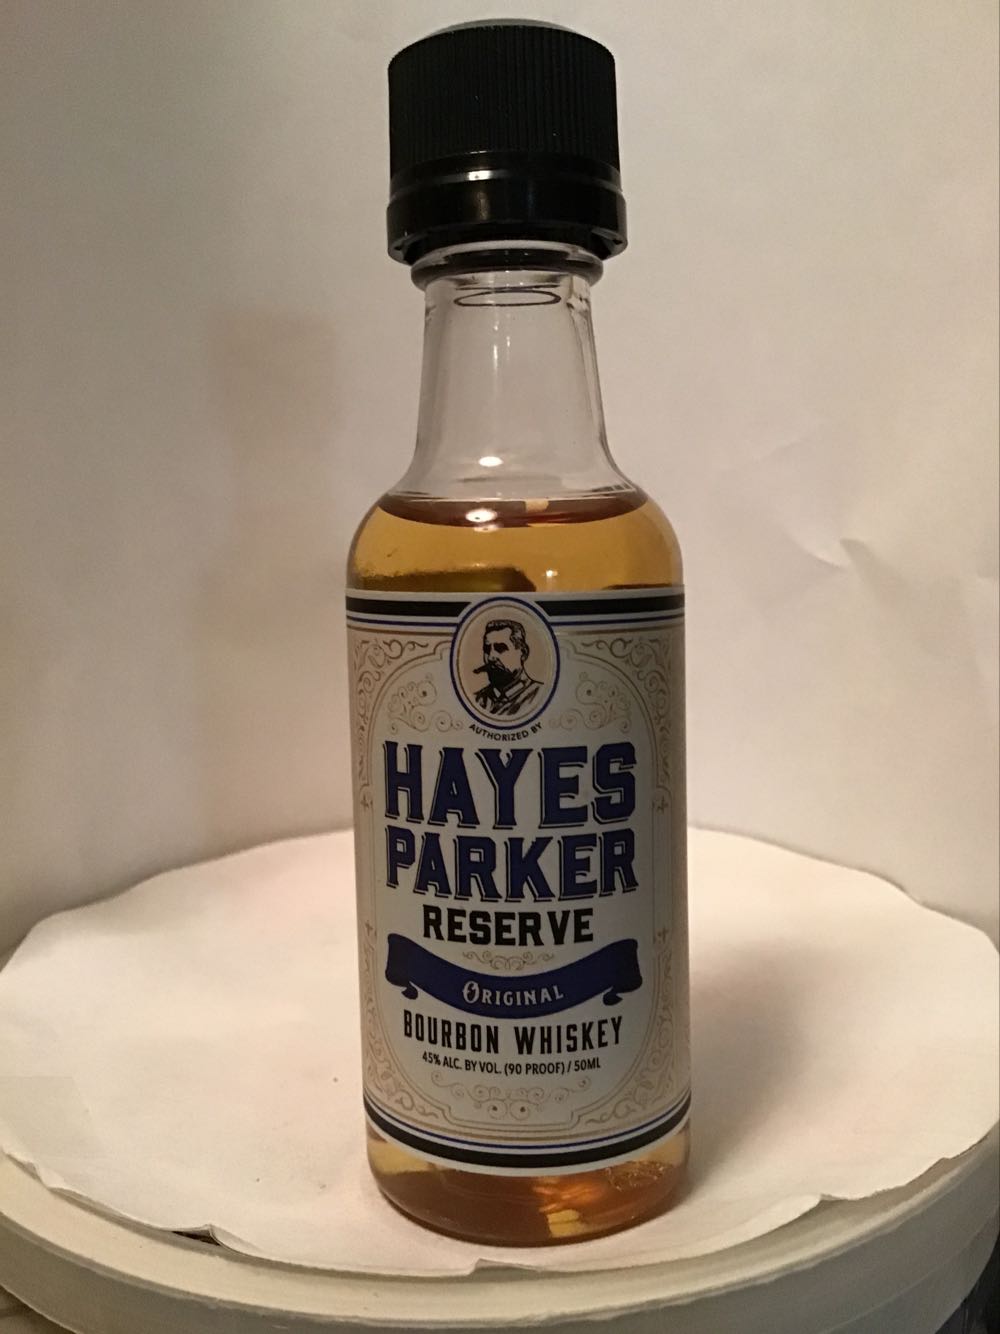 AUTHORIZED BY
HAYES
PARKER
RESERVE
ORIGINAL
BOURBON WHISKEY
45% ALC. BY VOL. (90 PROOF) / 50ML